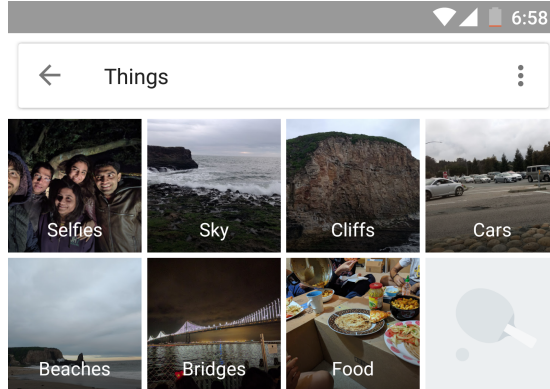 6:58
Things
Selfies
Sky
Cliffs
Cars
Beaches
Bridges
Food